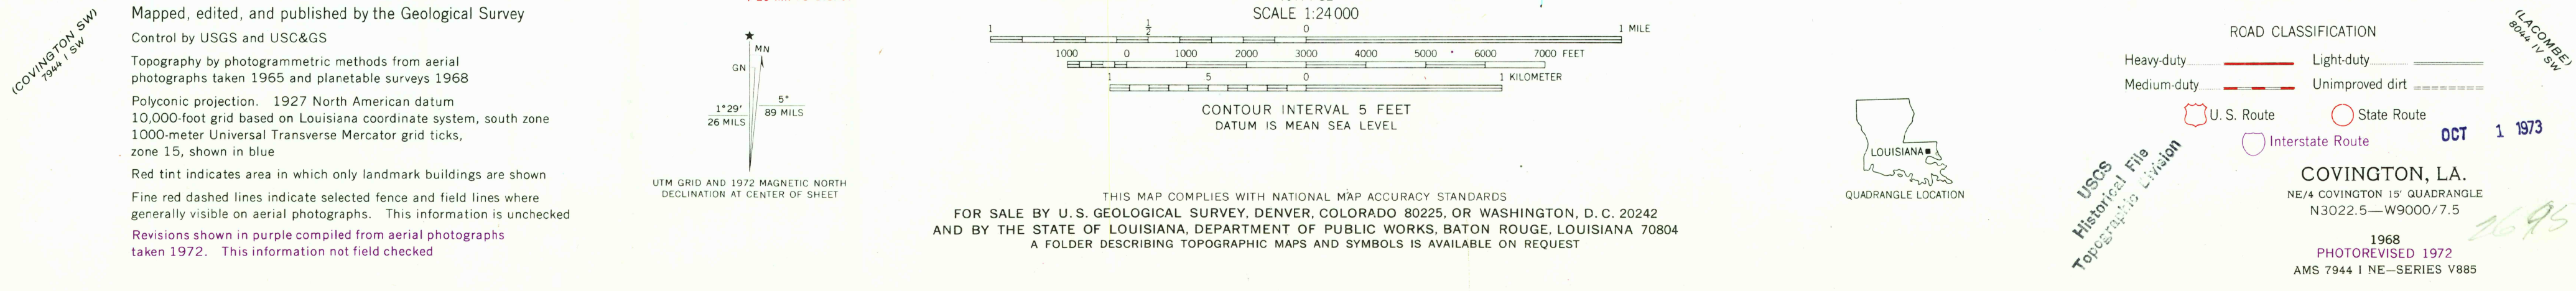 (COVINGTON SW)
7944 I SW
Mapped, edited, and published by the Geological Survey
Control by USGS and USC&GS
Topography by photogrammetric methods from aerial
photographs taken 1965 and planetable surveys 1968
Polyconic projection. 1927 North American datum
10,000-foot grid based on Louisiana coordinate system, south zone
1000-meter Universal Transverse Mercator grid ticks,
zone 15, shown in blue
Red tint indicates area in which only landmark buildings are shown
Fine red dashed lines indicate selected fence and field lines where
generally visible on aerial photographs. This information is unchecked
Revisions shown in purple compiled from aerial photographs
taken 1972. This information not field checked
MN
GN
1°29′
26 MILS
5°
89 MILS
UTM GRID AND 1972 MAGNETIC NORTH
DECLINATION AT CENTER OF SHEET
SCALE 1:24000
1 ½ 0 1 MILE
1000 0 1000 2000 3000 4000 5000 6000 7000 FEET
1 5 0 1 KILOMETER
CONTOUR INTERVAL 5 FEET
DATUM IS MEAN SEA LEVEL
THIS MAP COMPLIES WITH NATIONAL MAP ACCURACY STANDARDS
FOR SALE BY U.S. GEOLOGICAL SURVEY, DENVER, COLORADO 80225, OR WASHINGTON, D.C. 20242
AND BY THE STATE OF LOUISIANA, DEPARTMENT OF PUBLIC WORKS, BATON ROUGE, LOUISIANA 70804
A FOLDER DESCRIBING TOPOGRAPHIC MAPS AND SYMBOLS IS AVAILABLE ON REQUEST
LOUISIANA
QUADRANGLE LOCATION
(LACOMBE)
8044 IV SW
ROAD CLASSIFICATION
Heavy-duty Light-duty
Medium-duty Unimproved dirt
U.S. Route State Route
Interstate Route
OCT 1 1973
USGS
Historical File
Topographic Division
COVINGTON, LA.
NE/4 COVINGTON 15′ QUADRANGLE
N3022.5—W9000/7.5
1968
PHOTOREVISED 1972
AMS 7944 I NE—SERIES V885